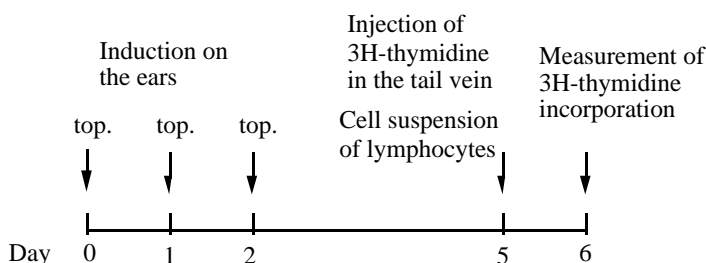 Induction on
the ears
Injection of
3H-thymidine
in the tail vein
Cell suspension
of lymphocytes
Measurement of
3H-thymidine
incorporation
top. top. top.
Day 0 1 2 5 6